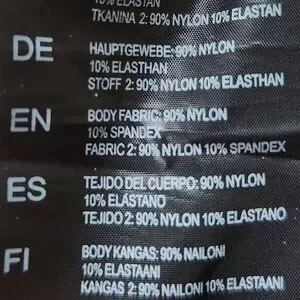 10% ELASTAN
TKANINA 2: 90% NYLON 10% ELASTAN
DE
HAUPTGEWEBE: 90% NYLON
10% ELASTHAN
STOFF 2: 90% NYLON 10% ELASTHAN
EN
BODY FABRIC: 90% NYLON
10% SPANDEX
FABRIC 2: 90% NYLON 10% SPANDEX
ES
TEJIDO DEL CUERPO: 90% NYLON
10% ELASTANO
TEJIDO 2: 90% NYLON 10% ELASTANO
FI
BODY KANGAS: 90% NAILONI
10% ELASTAANI
KANGAS 2: 90% NAILONI 10% ELASTAANI